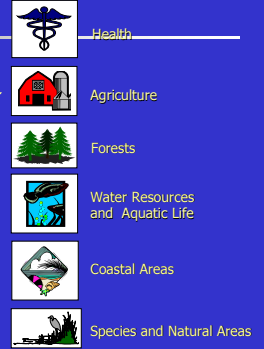 Health
Agriculture
Forests
Water Resources
and Aquatic Life
Coastal Areas
Species and Natural Areas